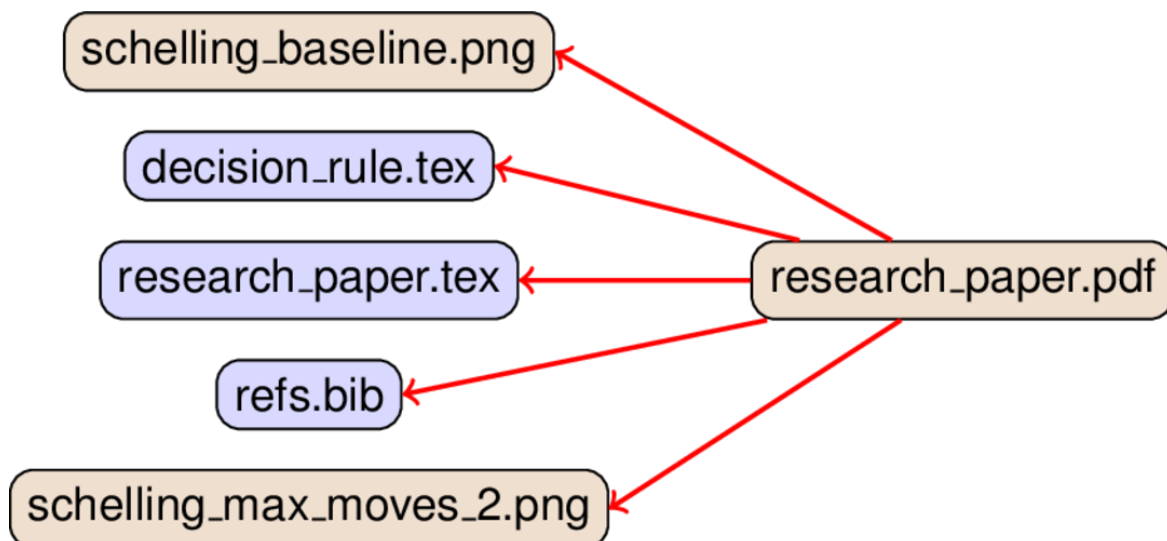 schelling_baseline.png
decision_rule.tex
research_paper.tex
research_paper.pdf
refs.bib
schelling_max_moves_2.png